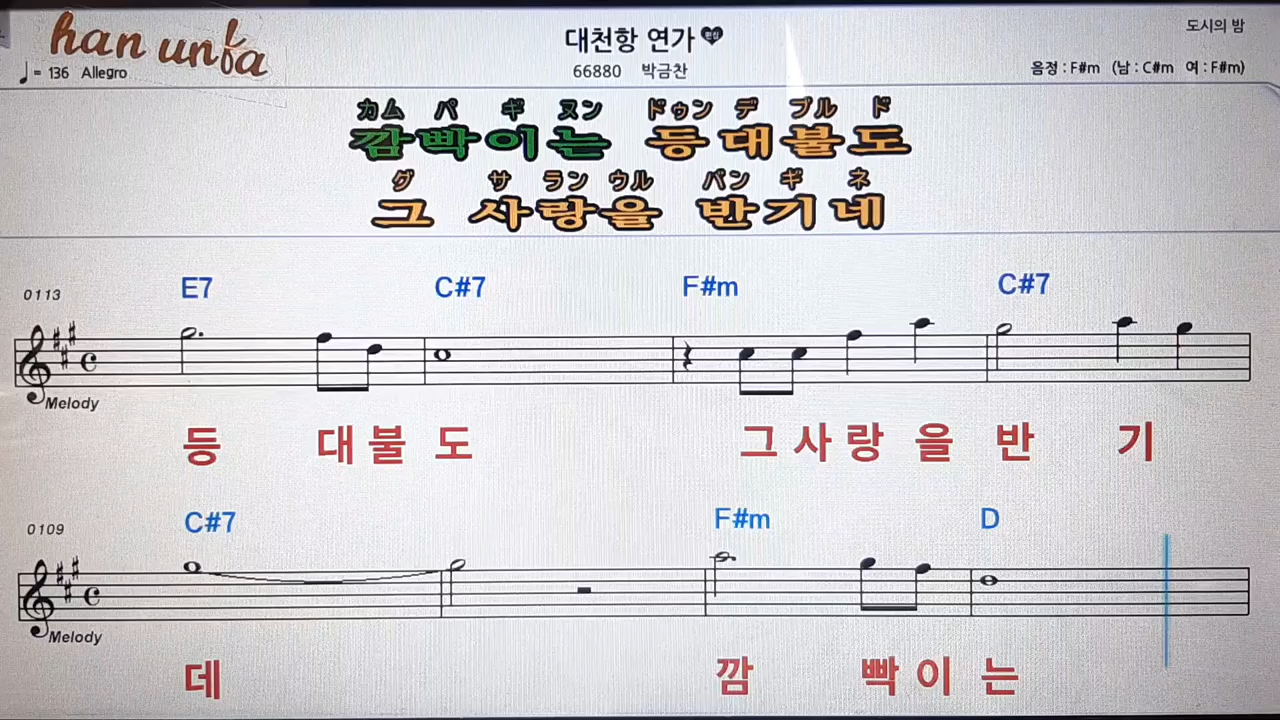 han unfa
대천항 연가 편심
도시의 밤
♩= 136 Allegro
66880 박금찬
음정 : F#m (남 : C#m 여 : F#m)
カム パ ギ ヌン ドゥン デ ブル ド
깜빡이는 등대불도
グ サ ラン ウル バン ギ ネ
그 사랑을 반기네
0113
E7 C#7 F#m C#7
Melody
등 대 불 도 그 사 랑 을 반 기
0109
C#7 F#m D
Melody
데 깜 빡 이 는